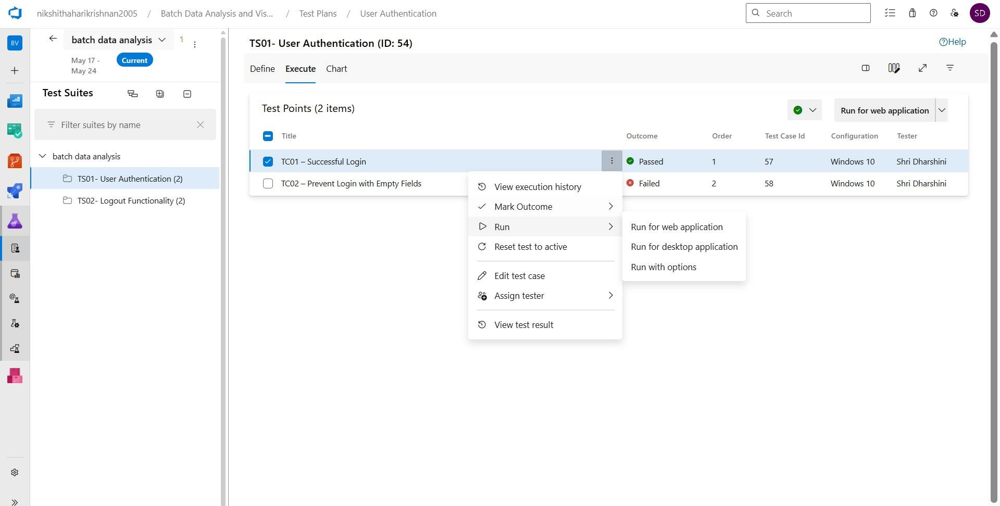 nikshithaharikrishnan2005 / Batch Data Analysis and Vis... / Test Plans / User Authentication
Search
SD
BV
batch data analysis
May 17 -
May 24
Current
Test Suites
Filter suites by name
batch data analysis
TS01- User Authentication (2)
TS02- Logout Functionality (2)
TS01- User Authentication (ID: 54)
Help
Define Execute Chart
Test Points (2 items)
Run for web application
Title Outcome Order Test Case Id Configuration Tester
TC01 – Successful Login Passed 1 57 Windows 10 Shri Dharshini
TC02 – Prevent Login with Empty Fields Failed 2 58 Windows 10 Shri Dharshini
View execution history
Mark Outcome
Run
Reset test to active
Edit test case
Assign tester
View test result
Run for web application
Run for desktop application
Run with options